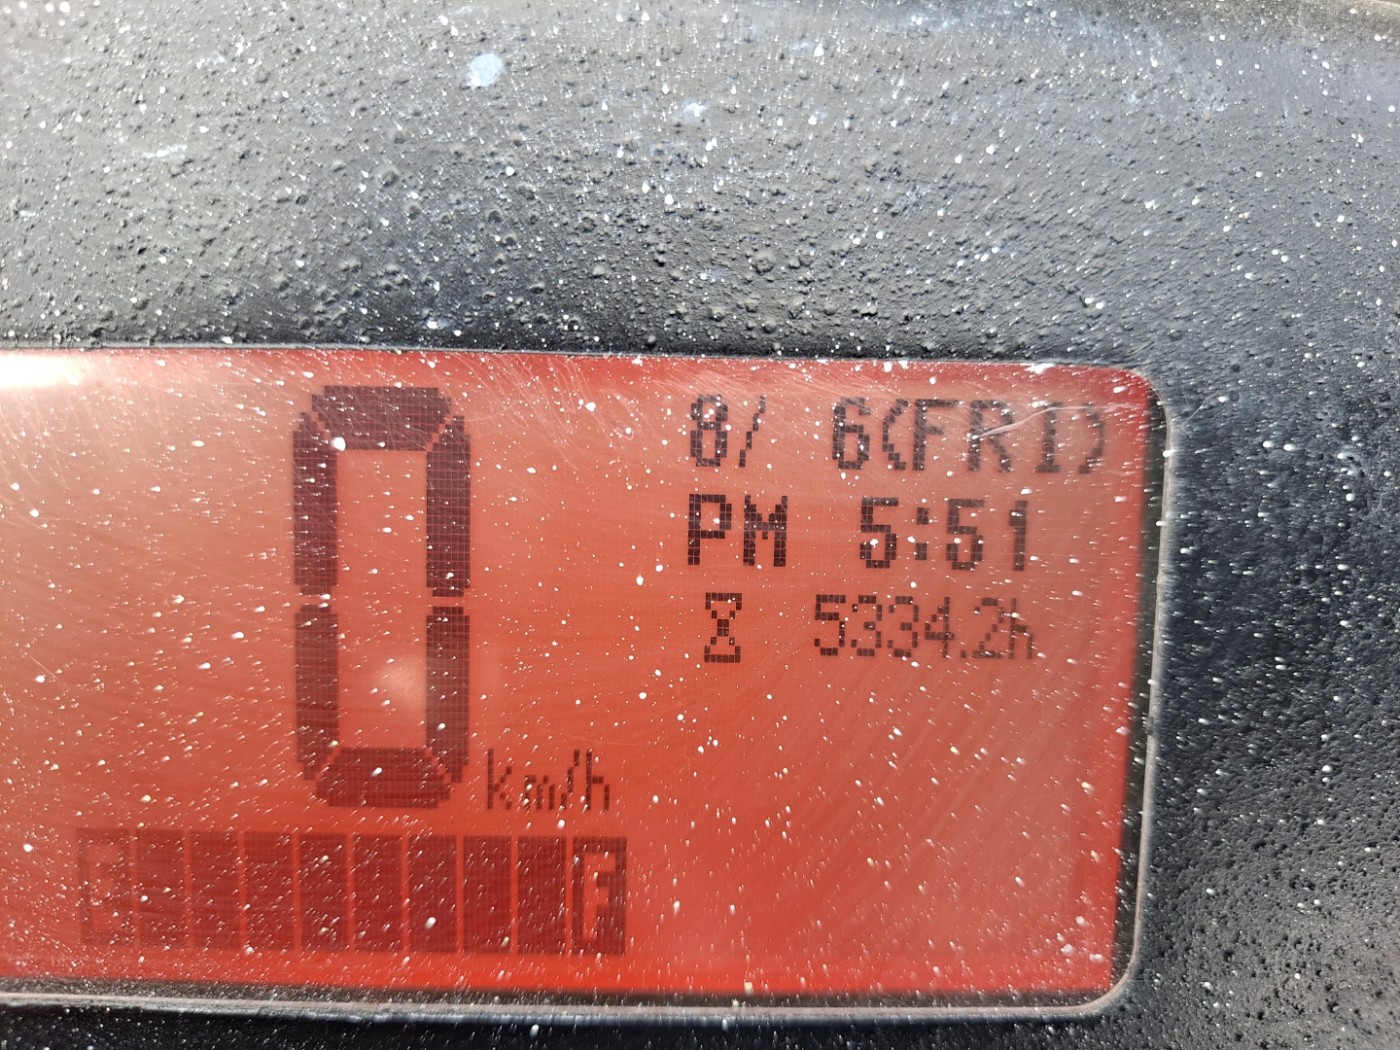 8/ 6(FRI)
PM 5:51
5334.2h
0 km/h
E F